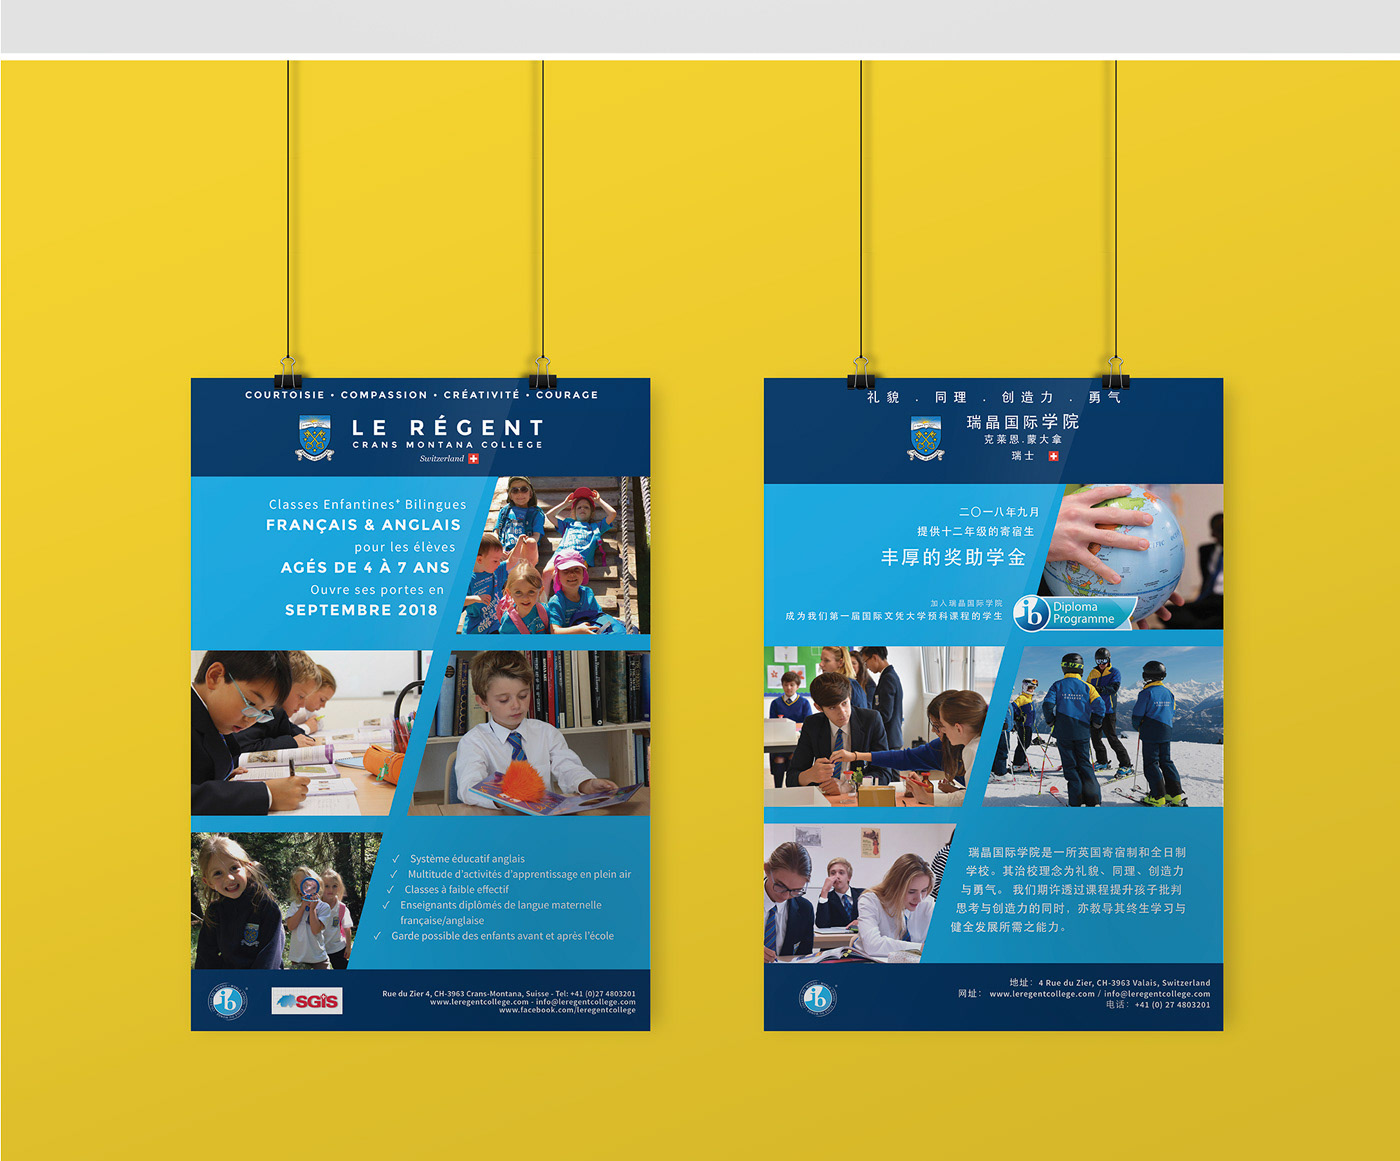 COURTOISIE • COMPASSION • CRÉATIVITÉ • COURAGE
LE RÉGENT
CRANS MONTANA COLLEGE
Switzerland
Classes Enfantines+ Bilingues
FRANÇAIS & ANGLAIS
pour les élèves
AGÉS DE 4 À 7 ANS
Ouvre ses portes en
SEPTEMBRE 2018
✓ Système éducatif anglais
✓ Multitude d'activités d'apprentissage en plein air
✓ Classes à faible effectif
✓ Enseignants diplômés de langue maternelle
française/anglaise
✓ Garde possible des enfants avant et après l'école
ib
SGIS
Rue du Zier 4, CH-3963 Crans-Montana, Suisse - Tel: +41 (0)27 4803201
www.leregentcollege.com - info@leregentcollege.com
www.facebook.com/leregentcollege
礼貌 . 同理 . 创造力 . 勇气
瑞晶国际学院
克莱恩.蒙大拿
瑞士
二〇一八年九月
提供十二年级的寄宿生
丰厚的奖助学金
加入瑞晶国际学院
成为我们第一届国际文凭大学预科课程的学生
ib
Diploma
Programme
瑞晶国际学院是一所英国寄宿制和全日制
学校。其治校理念为礼貌、同理、创造力
与勇气。 我们期许透过课程提升孩子批判
思考与创造力的同时，亦教导其终生学习与
健全发展所需之能力。
ib
地址： 4 Rue du Zier, CH-3963 Valais, Switzerland
网址： www.leregentcollege.com / info@leregentcollege.com
电话： +41 (0) 27 4803201